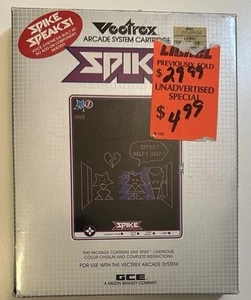 SPIKE
SPEAKS!
Vectrex
ARCADE SYSTEM CARTRIDGE
SPIKE
LIONEL
PREVIOUSLY SOLD
$29.99
UNADVERTISED
SPECIAL
$4.99
SPIKE!
HELP! HELP!
SPIKE
THIS PACKAGE CONTAINS ONE SPIKE™ CARTRIDGE,
COLOR OVERLAY AND COMPLETE INSTRUCTIONS.
FOR USE WITH THE VECTREX ARCADE SYSTEM
GCE
A MILTON BRADLEY COMPANY